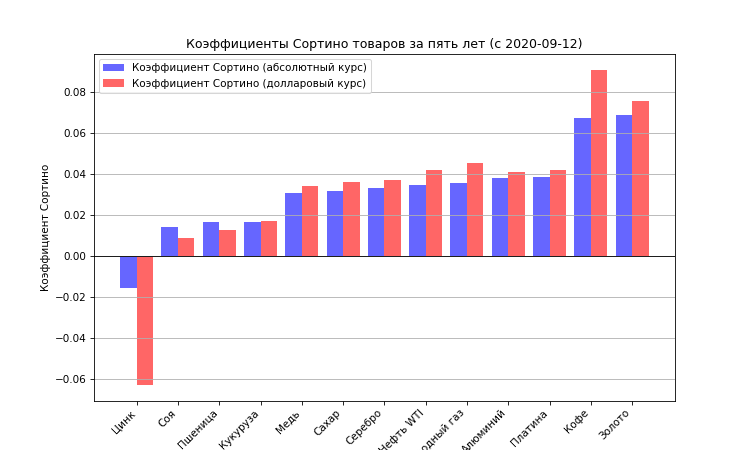 Коэффициенты Сортино товаров за пять лет (с 2020-09-12)
Коэффициент Сортино (абсолютный курс)
Коэффициент Сортино (долларовый курс)
Коэффициент Сортино
0.08
0.06
0.04
0.02
0.00
−0.02
−0.04
−0.06
Цинк
Соя
Пшеница
Кукуруза
Медь
Сахар
Серебро
Нефть WTI
одный газ
Алюминий
Платина
Кофе
Золото